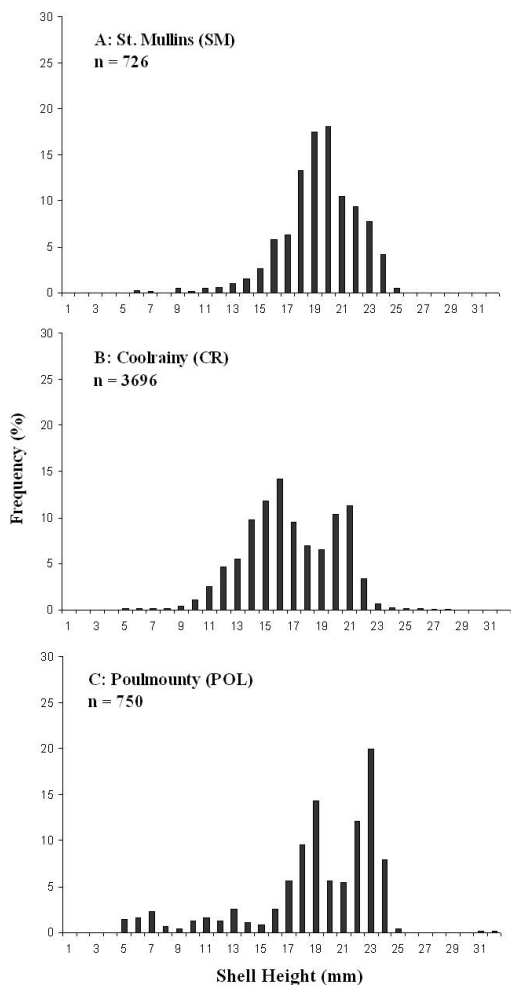 30
A: St. Mullins (SM)
n = 726
25
20
15
10
5
0
1 3 5 7 9 11 13 15 17 19 21 23 25 27 29 31
30
B: Coolrainy (CR)
n = 3696
25
20
15
10
5
0
1 3 5 7 9 11 13 15 17 19 21 23 25 27 29 31
Frequency (%)
30
C: Poulmounty (POL)
n = 750
25
20
15
10
5
0
1 3 5 7 9 11 13 15 17 19 21 23 25 27 29 31
Shell Height (mm)